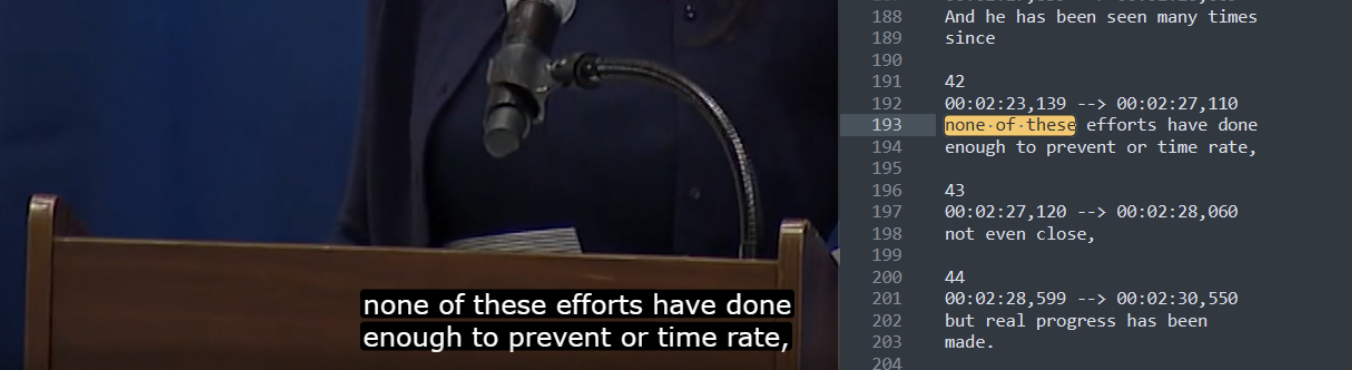 none of these efforts have done
enough to prevent or time rate,
188 And he has been seen many times
189 since
190
191 42
192 00:02:23,139 --> 00:02:27,110
193 none·of·these efforts have done
194 enough to prevent or time rate,
195
196 43
197 00:02:27,120 --> 00:02:28,060
198 not even close,
199
200 44
201 00:02:28,599 --> 00:02:30,550
202 but real progress has been
203 made.
204